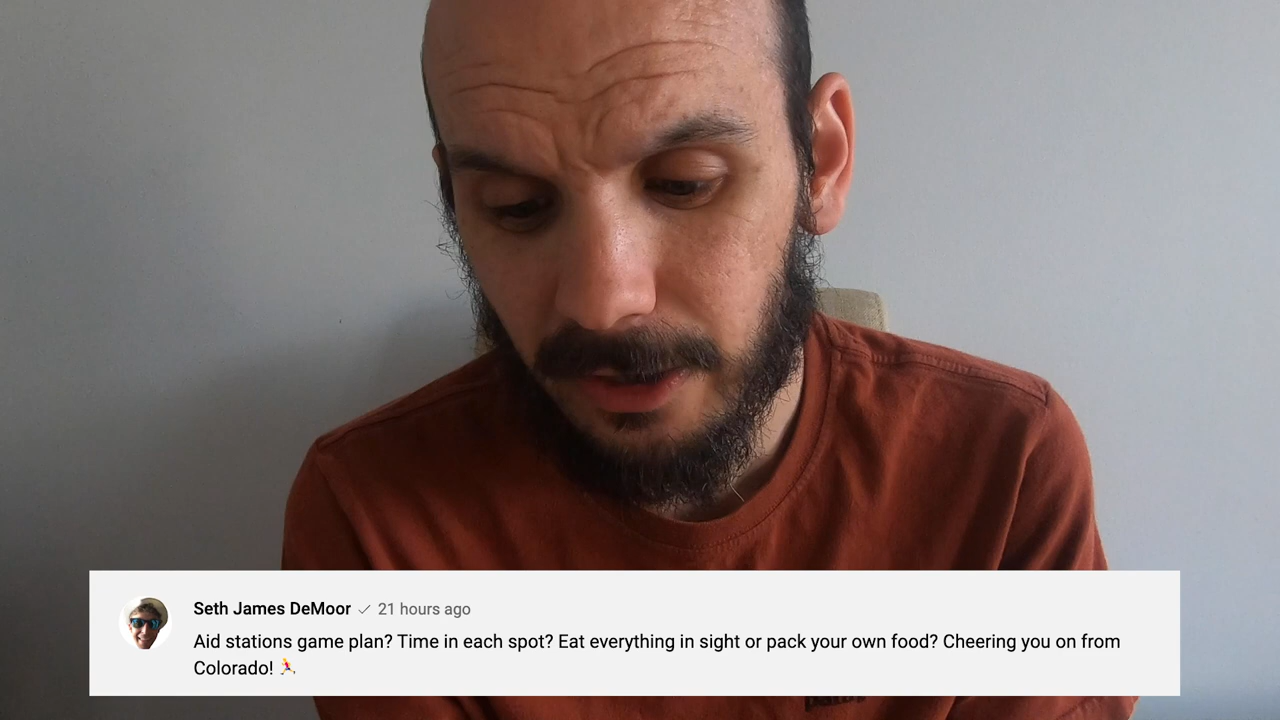 Seth James DeMoor 21 hours ago
Aid stations game plan? Time in each spot? Eat everything in sight or pack your own food? Cheering you on from
Colorado! 🏃